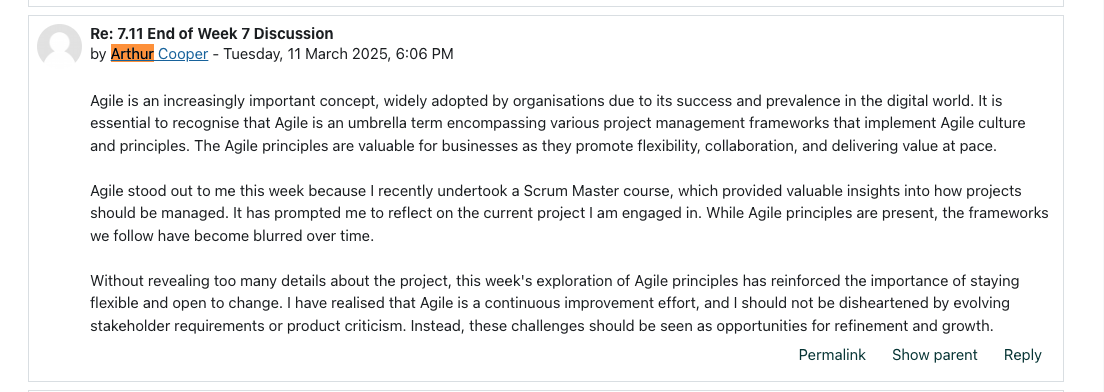 Re: 7.11 End of Week 7 Discussion
by Arthur Cooper - Tuesday, 11 March 2025, 6:06 PM
Agile is an increasingly important concept, widely adopted by organisations due to its success and prevalence in the digital world. It is
essential to recognise that Agile is an umbrella term encompassing various project management frameworks that implement Agile culture
and principles. The Agile principles are valuable for businesses as they promote flexibility, collaboration, and delivering value at pace.
Agile stood out to me this week because I recently undertook a Scrum Master course, which provided valuable insights into how projects
should be managed. It has prompted me to reflect on the current project I am engaged in. While Agile principles are present, the frameworks
we follow have become blurred over time.
Without revealing too many details about the project, this week's exploration of Agile principles has reinforced the importance of staying
flexible and open to change. I have realised that Agile is a continuous improvement effort, and I should not be disheartened by evolving
stakeholder requirements or product criticism. Instead, these challenges should be seen as opportunities for refinement and growth.
Permalink Show parent Reply